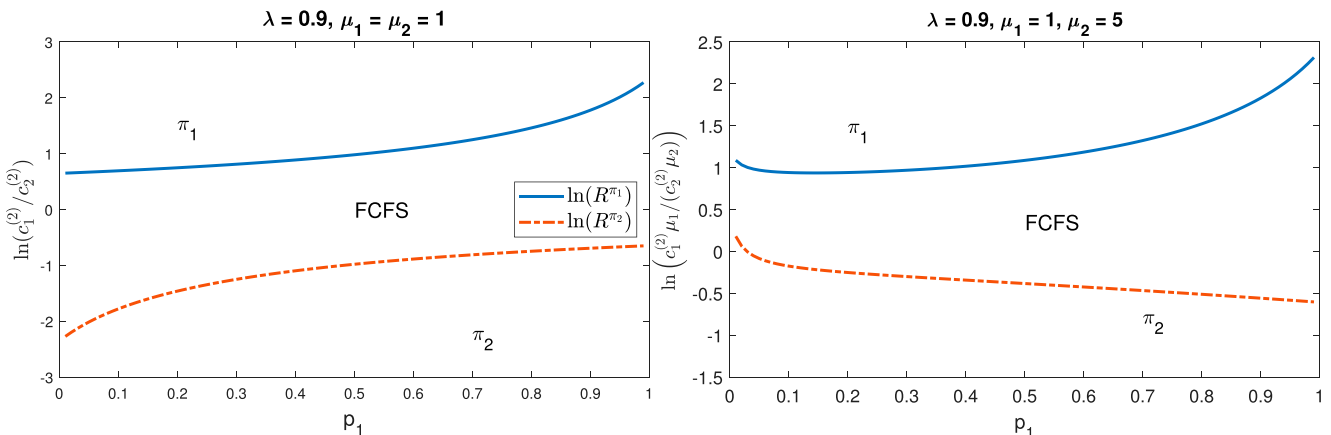 λ = 0.9, μ₁ = μ₂ = 1
3
2
1
0
-1
-2
-3
ln(c₁⁽²⁾/c₂⁽²⁾)
π₁
FCFS
ln(R^π₁)
ln(R^π₂)
π₂
0 0.1 0.2 0.3 0.4 0.5 0.6 0.7 0.8 0.9 1
p₁
λ = 0.9, μ₁ = 1, μ₂ = 5
2.5
2
1.5
1
0.5
0
-0.5
-1
-1.5
ln(c₁⁽²⁾μ₁/(c₂⁽²⁾μ₂))
π₁
FCFS
π₂
0 0.1 0.2 0.3 0.4 0.5 0.6 0.7 0.8 0.9 1
p₁